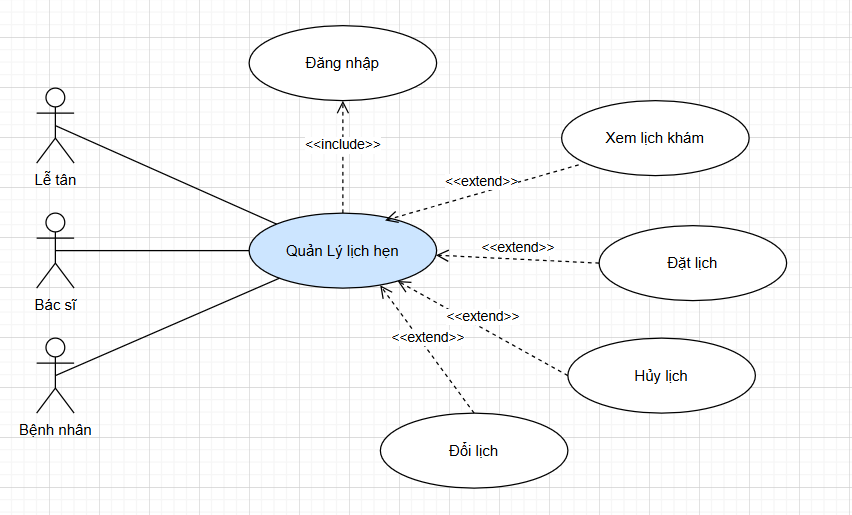 Đăng nhập
Xem lịch khám
<<include>>
Lễ tân
<<extend>>
Quản Lý lịch hẹn
<<extend>>
Đặt lịch
Bác sĩ
<<extend>>
<<extend>>
Hủy lịch
Bệnh nhân
Đổi lịch